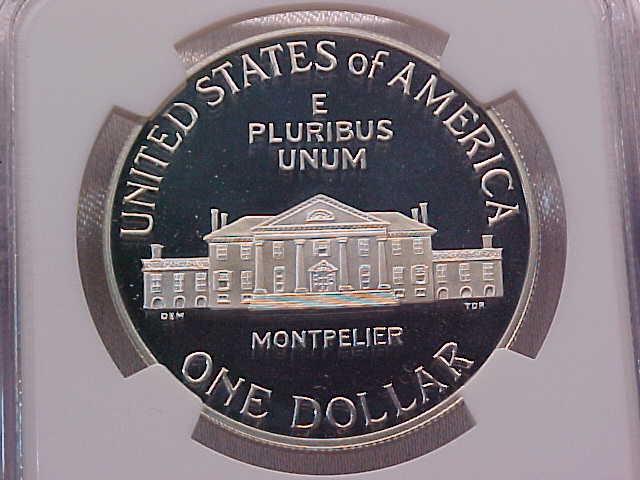 UNITED STATES of AMERICA
E
PLURIBUS
UNUM
DEM
TDR
MONTPELIER
ONE DOLLAR